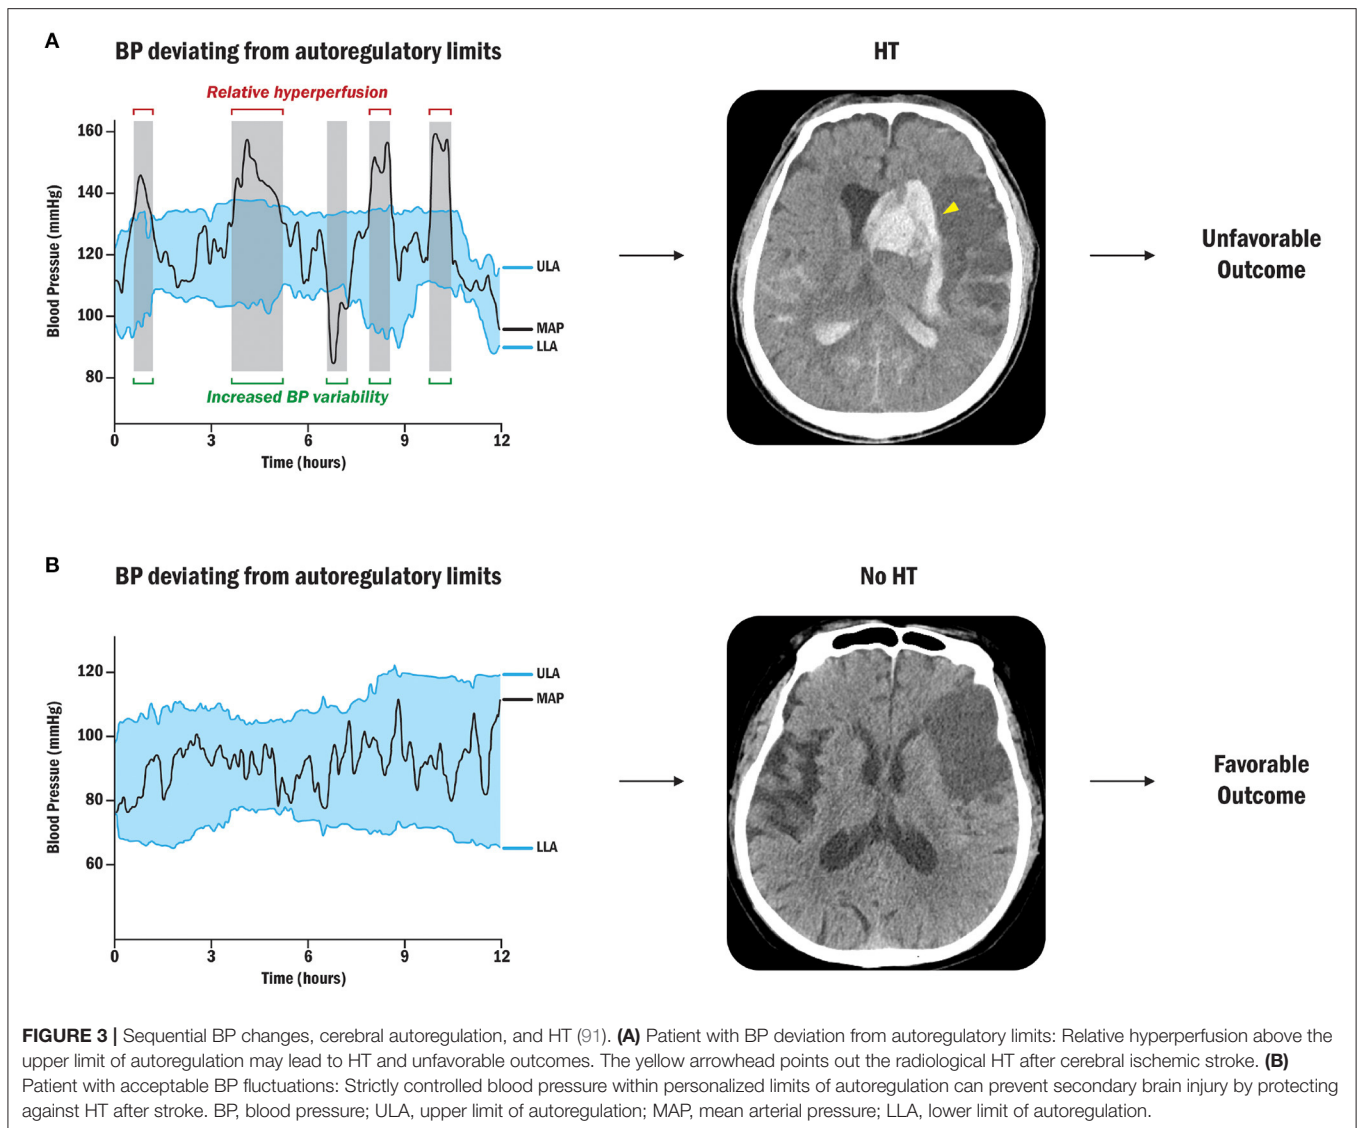 A
BP deviating from autoregulatory limits
HT
Relative hyperperfusion
160
140
120
100
80
Blood Pressure (mmHg)
ULA
MAP
LLA
Increased BP variability
0 3 6 9 12
Time (hours)
Unfavorable
Outcome
B
BP deviating from autoregulatory limits
No HT
120
100
80
60
Blood Pressue (mmHg)
ULA
MAP
LLA
0 3 6 9 12
Time (hours)
Favorable
Outcome
FIGURE 3 | Sequential BP changes, cerebral autoregulation, and HT (91). (A) Patient with BP deviation from autoregulatory limits: Relative hyperperfusion above the
upper limit of autoregulation may lead to HT and unfavorable outcomes. The yellow arrowhead points out the radiological HT after cerebral ischemic stroke. (B)
Patient with acceptable BP fluctuations: Strictly controlled blood pressure within personalized limits of autoregulation can prevent secondary brain injury by protecting
against HT after stroke. BP, blood pressure; ULA, upper limit of autoregulation; MAP, mean arterial pressure; LLA, lower limit of autoregulation.